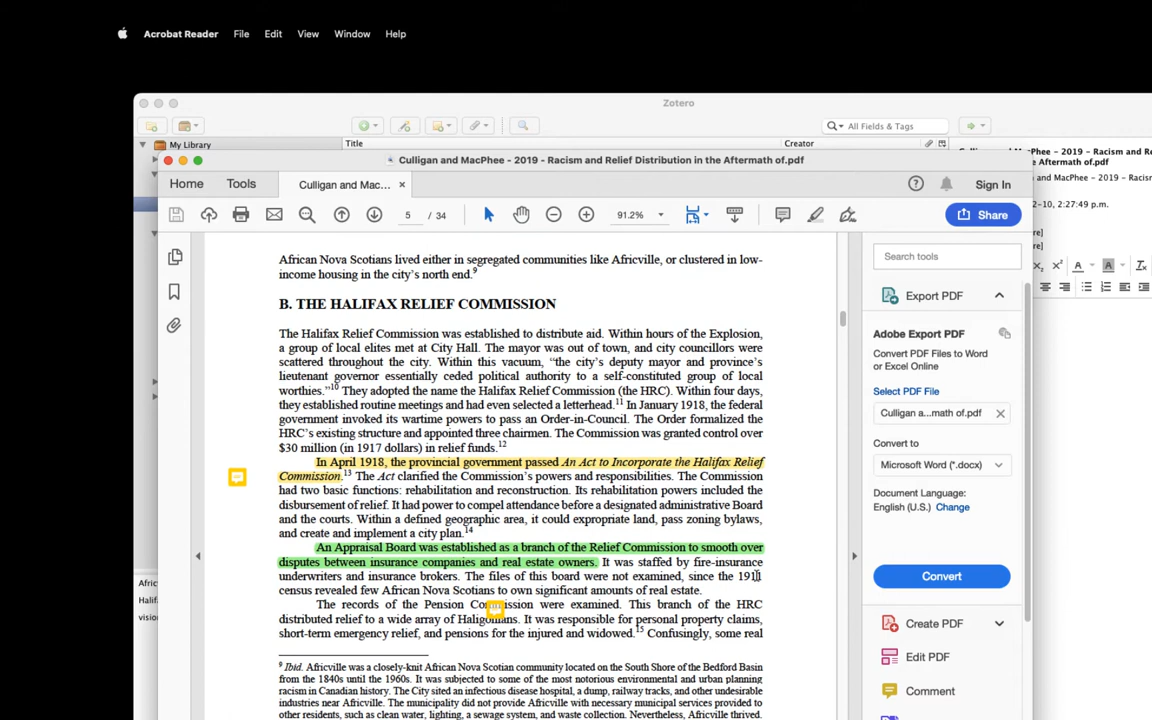 Acrobat Reader File Edit View Window Help
Zotero
All Fields & Tags
My Library
Title
Creator
Culligan and MacPhee - 2019 - Racism and Relief Distribution in the Aftermath of.pdf
Home
Tools
Culligan and Mac...
Sign In
5 / 34
91.2%
Share
African Nova Scotians lived either in segregated communities like Africville, or clustered in low-
income housing in the city's north end.9
B. THE HALIFAX RELIEF COMMISSION
The Halifax Relief Commission was established to distribute aid. Within hours of the Explosion,
a group of local elites met at City Hall. The mayor was out of town, and city councillors were
scattered throughout the city. Within this vacuum, "the city's deputy mayor and province's
lieutenant governor essentially ceded political authority to a self-constituted group of local
worthies."10 They adopted the name the Halifax Relief Commission (the HRC). Within four days,
they established routine meetings and had even selected a letterhead.11 In January 1918, the federal
government invoked its wartime powers to pass an Order-in-Council. The Order formalized the
HRC's existing structure and appointed three chairmen. The Commission was granted control over
$30 million (in 1917 dollars) in relief funds.12
In April 1918, the provincial government passed An Act to Incorporate the Halifax Relief
Commission.13 The Act clarified the Commission's powers and responsibilities. The Commission
had two basic functions: rehabilitation and reconstruction. Its rehabilitation powers included the
disbursement of relief. It had power to compel attendance before a designated administrative Board
and the courts. Within a defined geographic area, it could expropriate land, pass zoning bylaws,
and create and implement a city plan.14
An Appraisal Board was established as a branch of the Relief Commission to smooth over
disputes between insurance companies and real estate owners. It was staffed by fire-insurance
underwriters and insurance brokers. The files of this board were not examined, since the 1911
census revealed few African Nova Scotians to own significant amounts of real estate.
The records of the Pension Commission were examined. This branch of the HRC
distributed relief to a wide array of Haligonians. It was responsible for personal property claims,
short-term emergency relief, and pensions for the injured and widowed.15 Confusingly, some real
9 Ibid. Africville was a closely-knit African Nova Scotian community located on the South Shore of the Bedford Basin
from the 1840s until the 1960s. It was subjected to some of the most notorious environmental and urban planning
racism in Canadian history. The City sited an infectious disease hospital, a dump, railway tracks, and other undesirable
industries near Africville. The municipality did not provide Africville with necessary municipal services provided to
other residents, such as clean water, lighting, a sewage system, and waste collection. Nevertheless, Africville thrived.
Search tools
Export PDF
Adobe Export PDF
Convert PDF Files to Word
or Excel Online
Select PDF File
Culligan a...math of.pdf
Convert to
Microsoft Word (*.docx)
Document Language:
English (U.S.) Change
Convert
Create PDF
Edit PDF
Comment
and MacPhee - 2019 - Racism and Re
Aftermath of.pdf
MacPhee - 2019 - Racism
-10, 2:27:49 p.m.
re]
re]
Africv
Halifa
vision